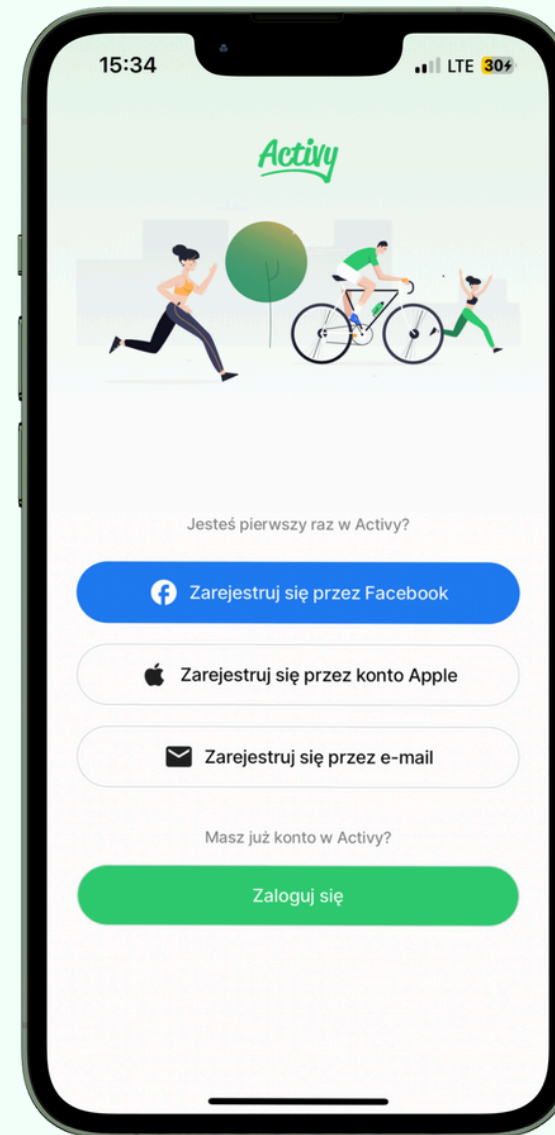 15:34
LTE 30
Activy
Jesteś pierwszy raz w Activy?
Zarejestruj się przez Facebook
Zarejestruj się przez konto Apple
Zarejestruj się przez e-mail
Masz już konto w Activy?
Zaloguj się